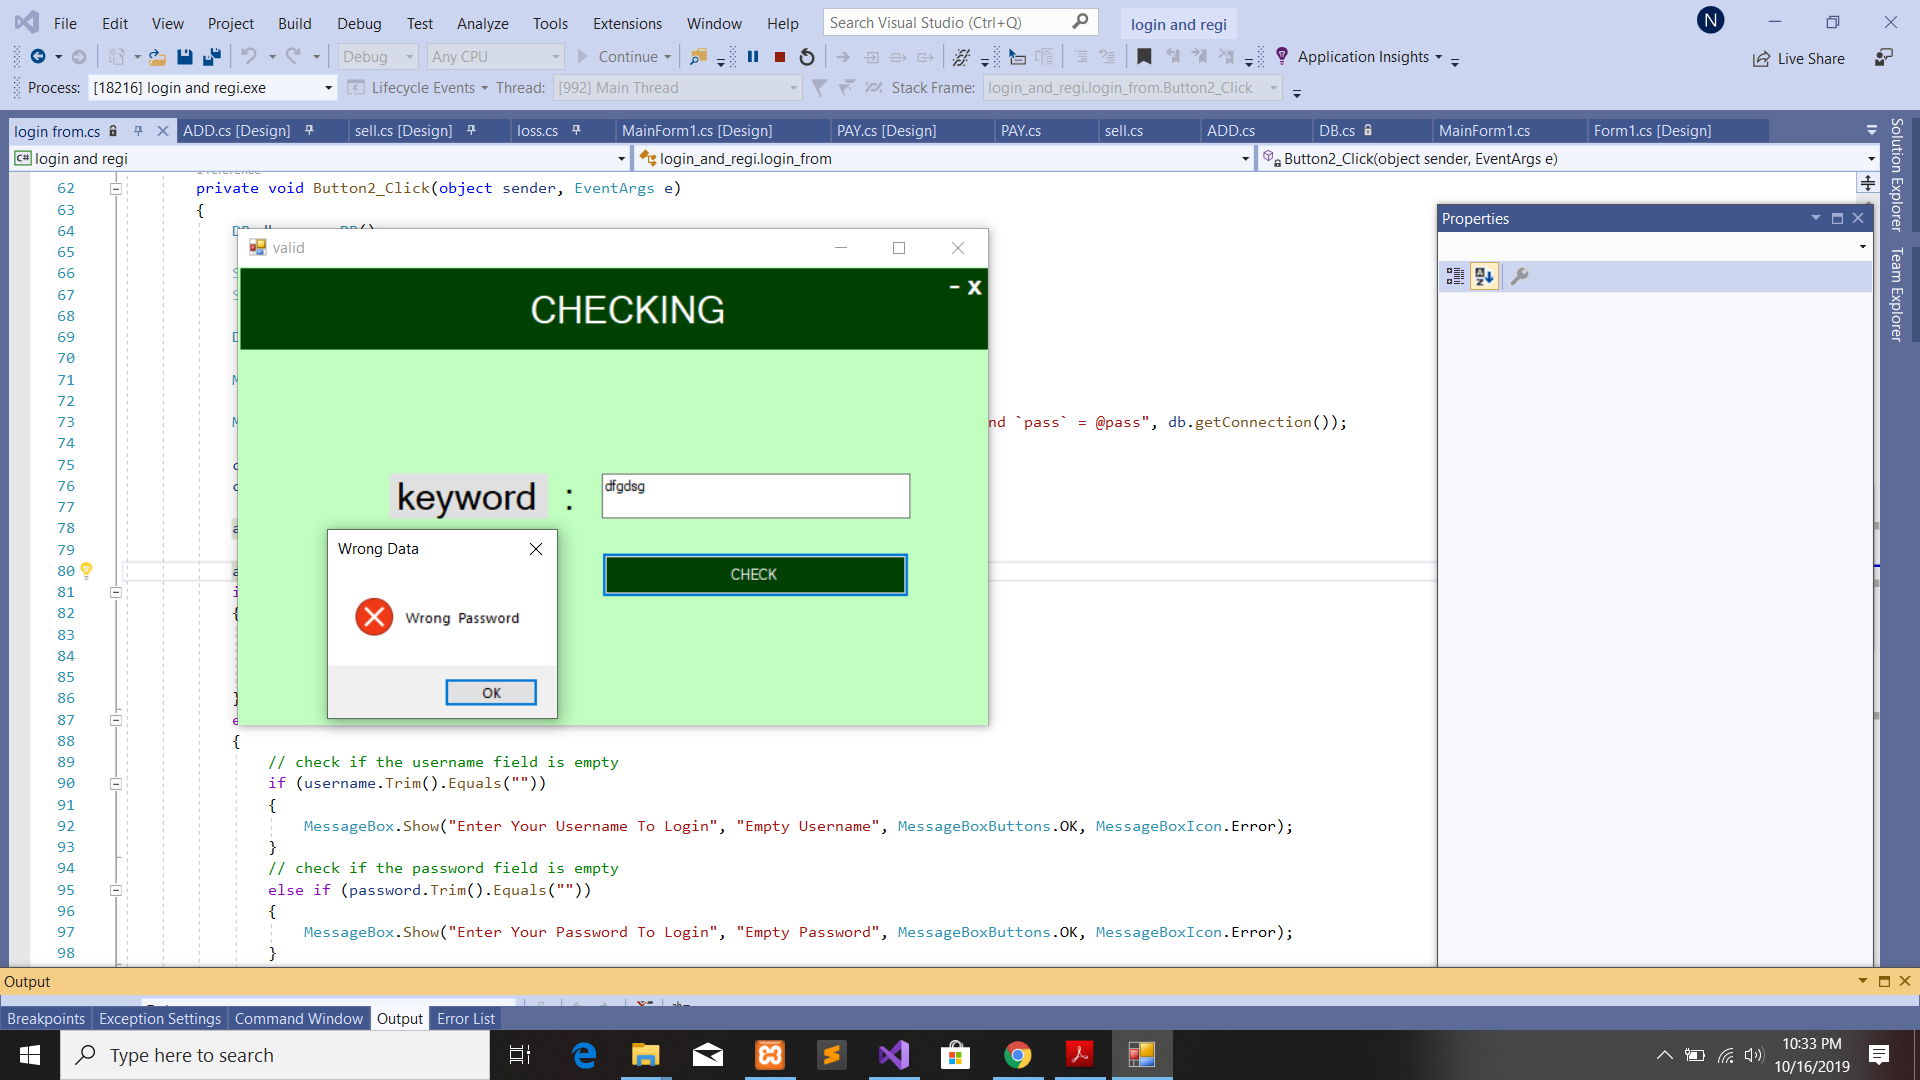 File Edit View Project Build Debug Test Analyze Tools Extensions Window Help Search Visual Studio (Ctrl+Q) login and regi N
Debug Any CPU Continue Application Insights Live Share
Process: [18216] login and regi.exe Lifecycle Events Thread: [992] Main Thread Stack Frame: login_and_regi.login_from.Button2_Click
login from.cs ADD.cs [Design] sell.cs [Design] loss.cs MainForm1.cs [Design] PAY.cs [Design] PAY.cs sell.cs ADD.cs DB.cs MainForm1.cs Form1.cs [Design]
C# login and regi login_and_regi.login_from Button2_Click(object sender, EventArgs e)
62 private void Button2_Click(object sender, EventArgs e)
63 {
64
65
66
67
68
69
70
71
72
73 nd `pass` = @pass", db.getConnection());
74
75
76
77
78
79
80
81
82 {
83
84
85
86 }
87
88 {
89 // check if the username field is empty
90 if (username.Trim().Equals(""))
91 {
92 MessageBox.Show("Enter Your Username To Login", "Empty Username", MessageBoxButtons.OK, MessageBoxIcon.Error);
93 }
94 // check if the password field is empty
95 else if (password.Trim().Equals(""))
96 {
97 MessageBox.Show("Enter Your Password To Login", "Empty Password", MessageBoxButtons.OK, MessageBoxIcon.Error);
98 }
valid
- X
CHECKING
keyword : dfgdsg
CHECK
Wrong Data
Wrong Password
OK
Properties
Solution Explorer
Team Explorer
Output
Breakpoints Exception Settings Command Window Output Error List
Type here to search
10:33 PM
10/16/2019